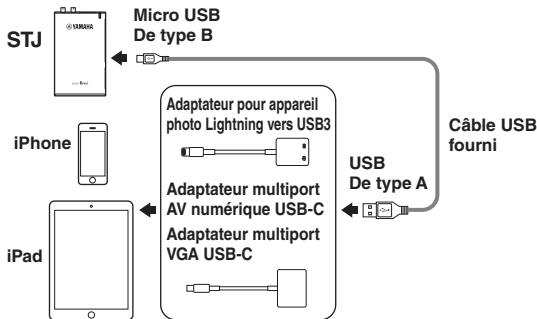 YAMAHA
STJ
Micro USB
De type B
Adaptateur pour appareil
photo Lightning vers USB3
iPhone
Câble USB
fourni
USB
De type A
Adaptateur multiport
AV numérique USB-C
Adaptateur multiport
VGA USB-C
iPad